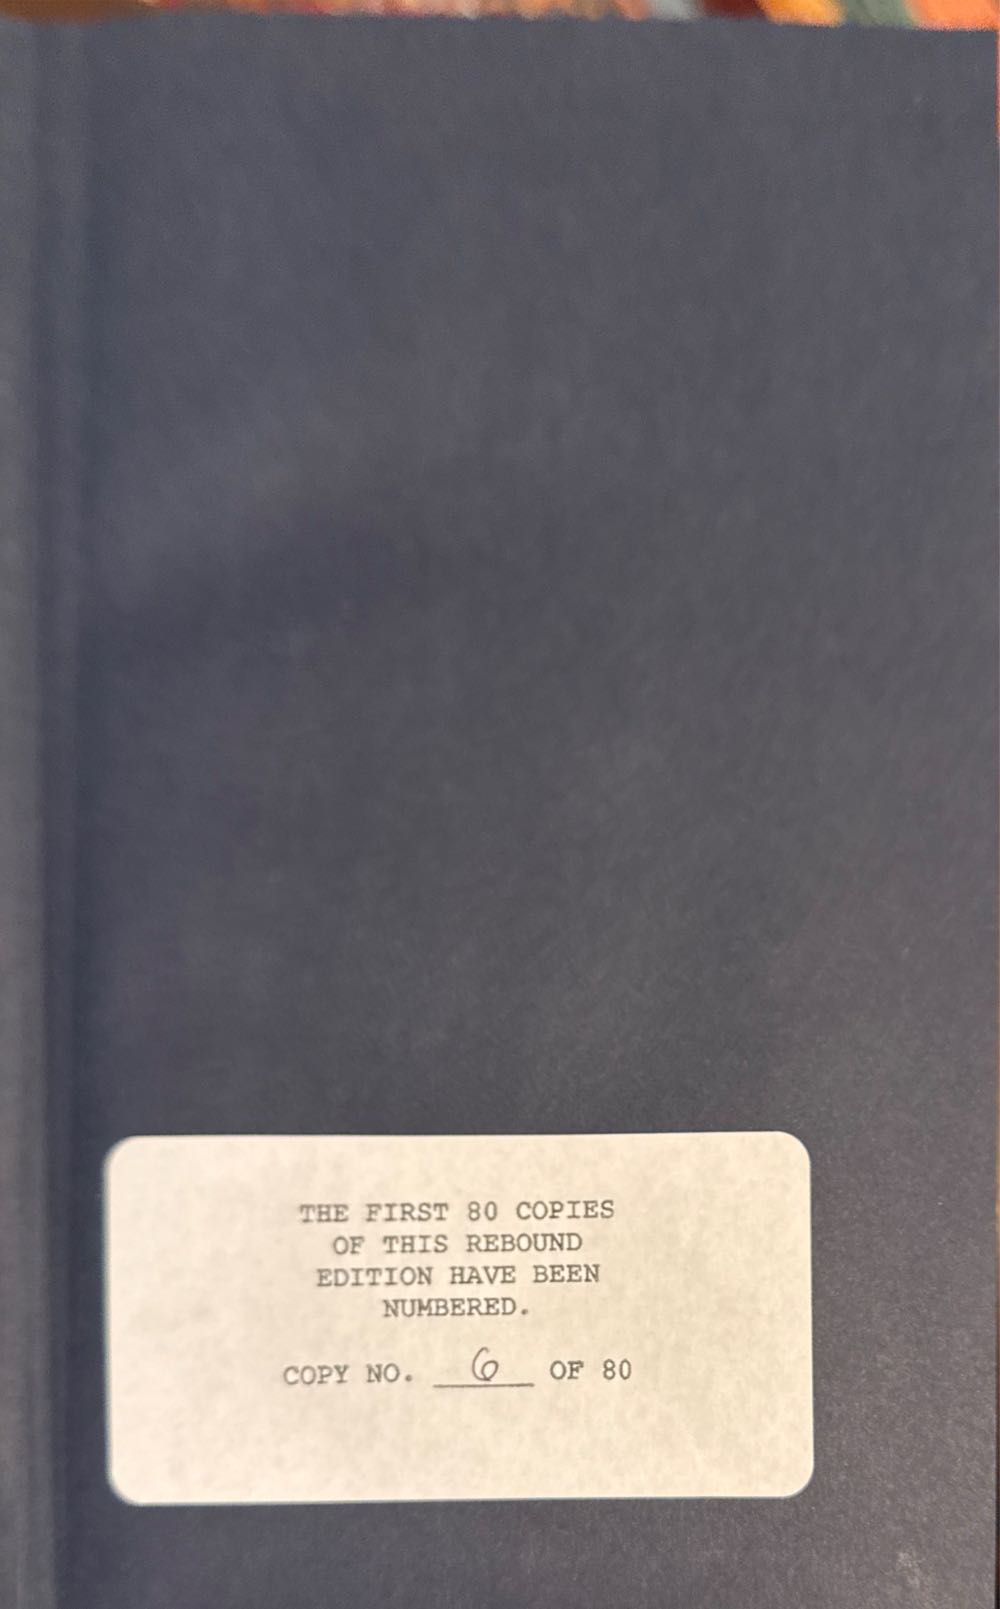 THE FIRST 80 COPIES
OF THIS REBOUND
EDITION HAVE BEEN
NUMBERED.
COPY NO. 6 OF 80